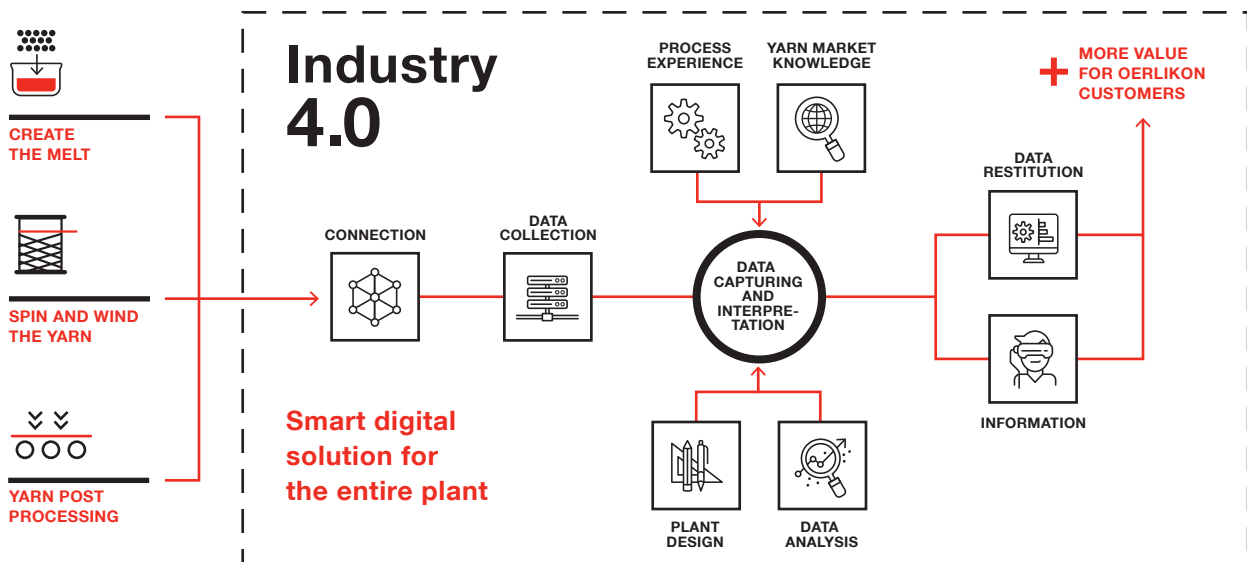 CREATE
THE MELT
SPIN AND WIND
THE YARN
YARN POST
PROCESSING
Industry
4.0
Smart digital
solution for
the entire plant
CONNECTION
DATA
COLLECTION
PROCESS
EXPERIENCE
YARN MARKET
KNOWLEDGE
DATA
CAPTURING
AND
INTERPRE-
TATION
PLANT
DESIGN
DATA
ANALYSIS
DATA
RESTITUTION
INFORMATION
+ MORE VALUE
FOR OERLIKON
CUSTOMERS